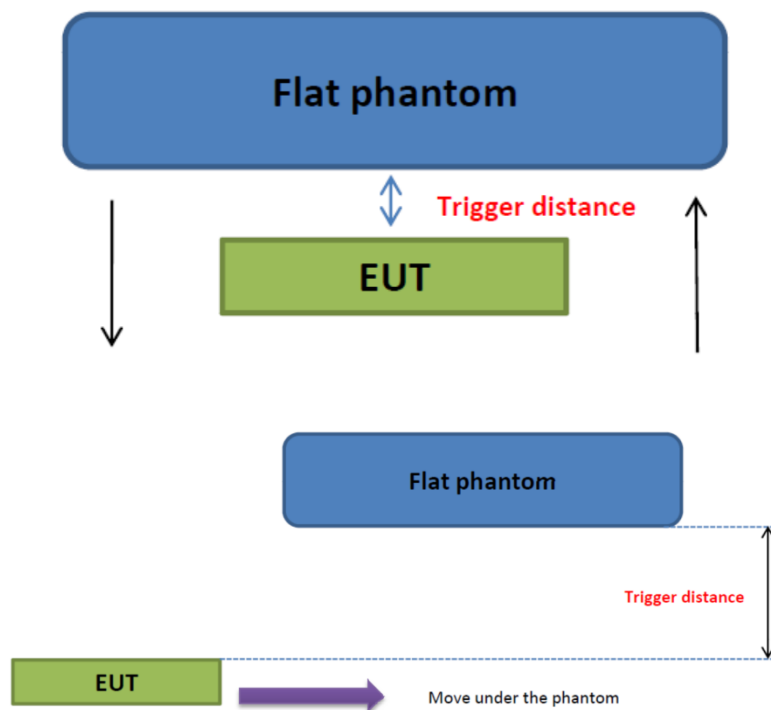 Flat phantom
Trigger distance
EUT
Flat phantom
Trigger distance
EUT
Move under the phantom